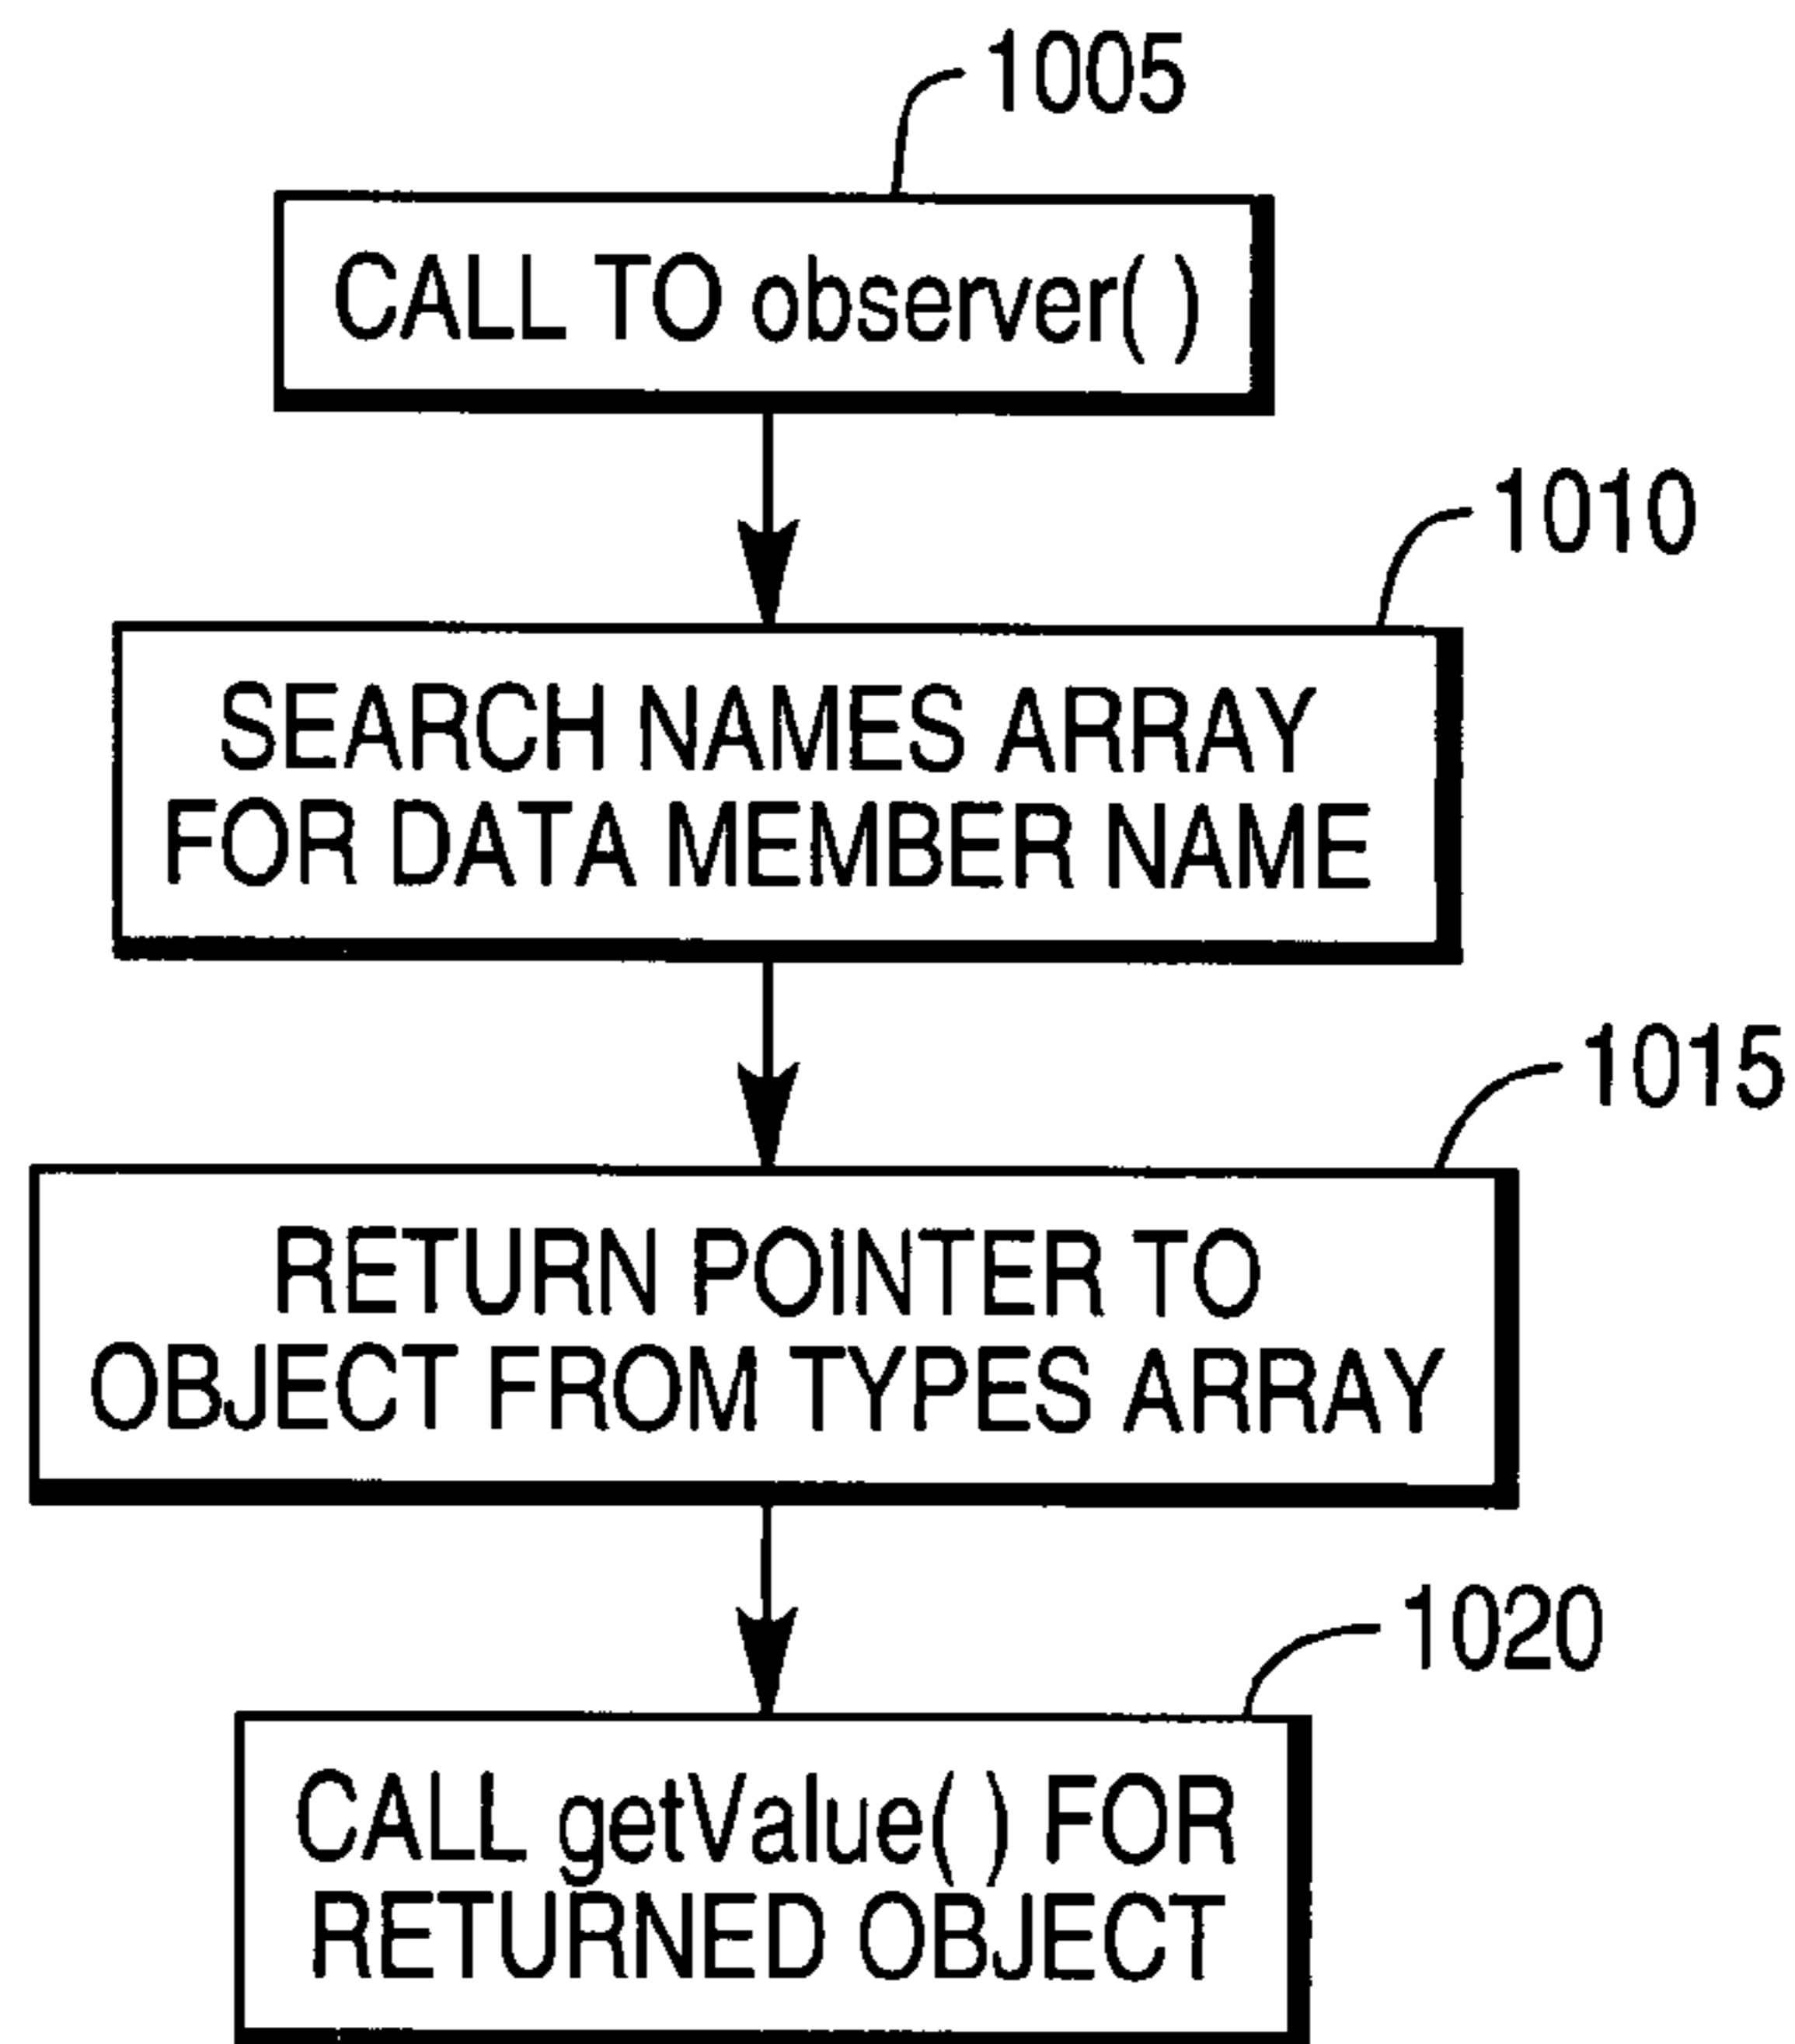 1005
CALL TO observer( )
1010
SEARCH NAMES ARRAY
FOR DATA MEMBER NAME
1015
RETURN POINTER TO
OBJECT FROM TYPES ARRAY
1020
CALL getValue( ) FOR
RETURNED OBJECT